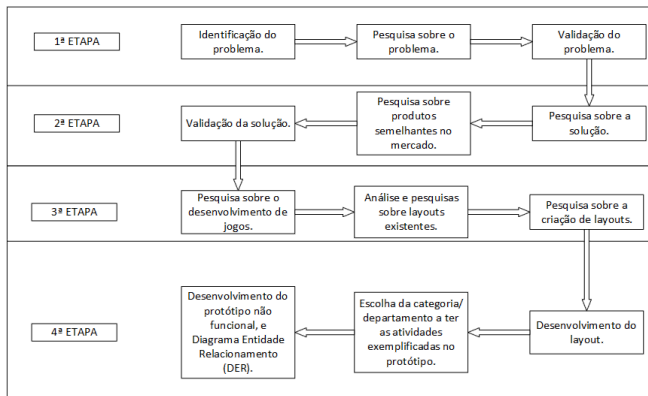 1ª ETAPA
Identificação do
problema.
Pesquisa sobre o
problema.
Validação do
problema.
2ª ETAPA
Validação da solução.
Pesquisa sobre
produtos
semelhantes no
mercado.
Pesquisa sobre a
solução.
3ª ETAPA
Pesquisa sobre o
desenvolvimento de
jogos.
Análise e pesquisas
sobre layouts
existentes.
Pesquisa sobre a
criação de layouts.
4ª ETAPA
Desenvolvimento do
protótipo não
funcional, e
Diagrama Entidade
Relacionamento
(DER).
Escolha da categoria/
departamento a ter
as atividades
exemplificadas no
protótipo.
Desenvolvimento do
layout.